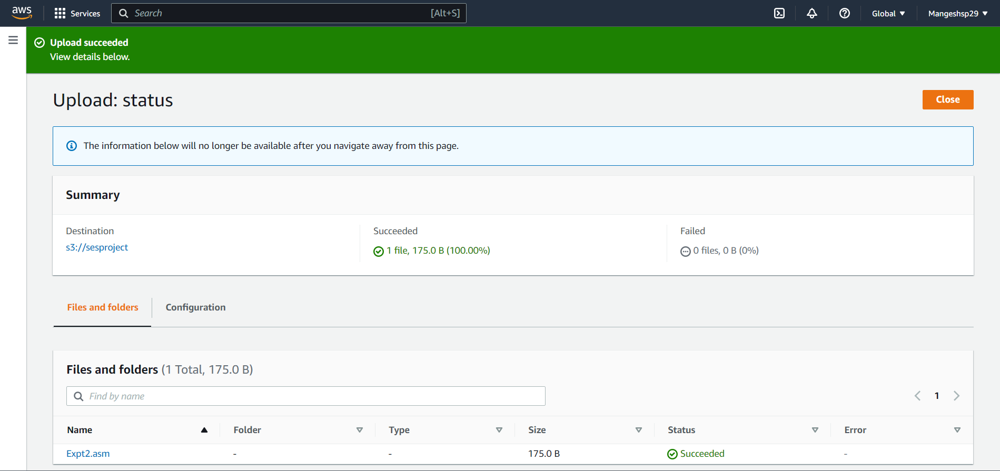 aws Services Search [Alt+S] Global Mangeshsp29
Upload succeeded
View details below.
Upload: status Close
The information below will no longer be available after you navigate away from this page.
Summary
Destination Succeeded Failed
s3://sesproject 1 file, 175.0 B (100.00%) 0 files, 0 B (0%)
Files and folders Configuration
Files and folders (1 Total, 175.0 B)
Find by name 1
Name Folder Type Size Status Error
Expt2.asm - - 175.0 B Succeeded -